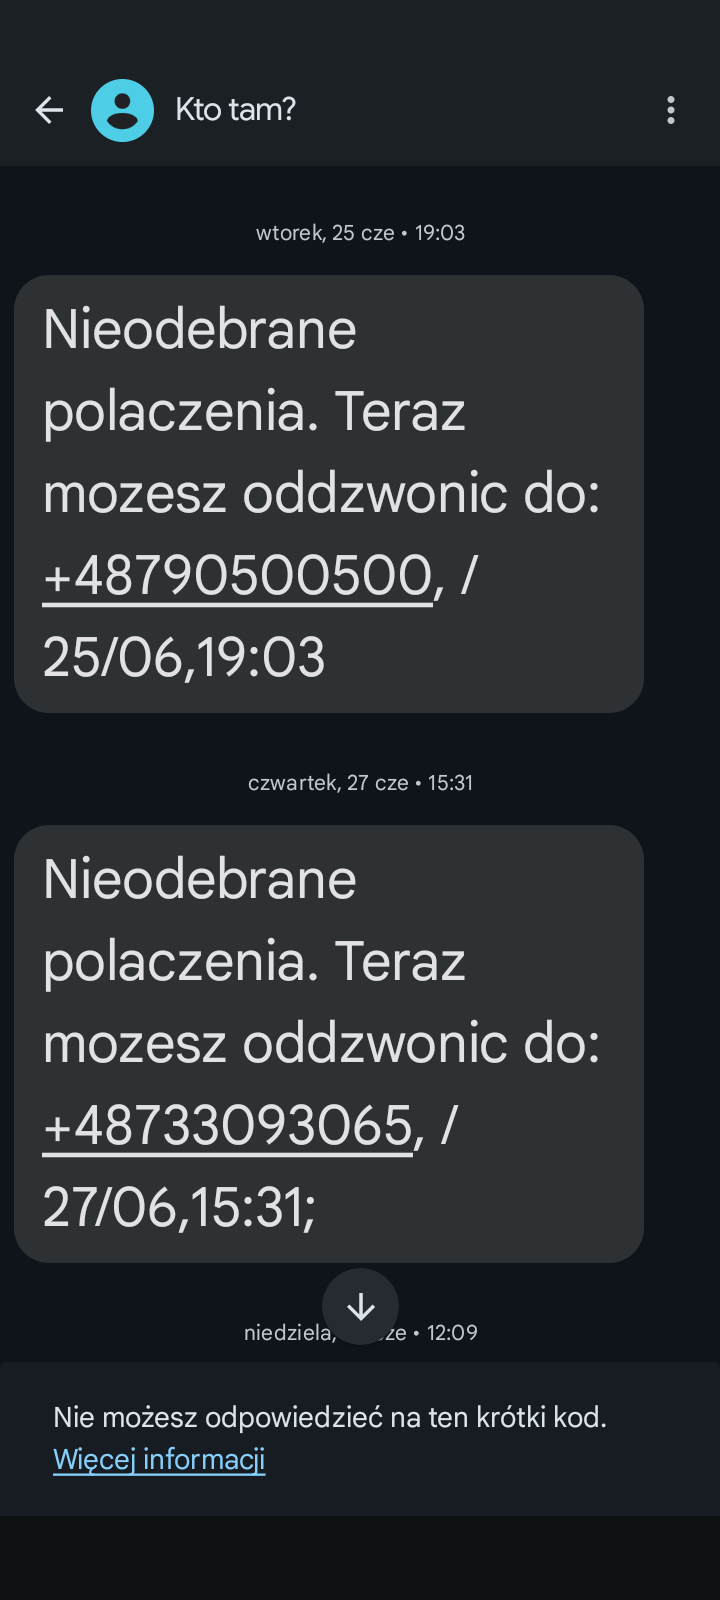 Kto tam?
wtorek, 25 cze • 19:03
Nieodebrane
polaczenia. Teraz
mozesz oddzwonic do:
+48790500500, /
25/06,19:03
czwartek, 27 cze • 15:31
Nieodebrane
polaczenia. Teraz
mozesz oddzwonic do:
+48733093065, /
27/06,15:31;
niedziela, • 12:09
Nie możesz odpowiedzieć na ten krótki kod.
Więcej informacji